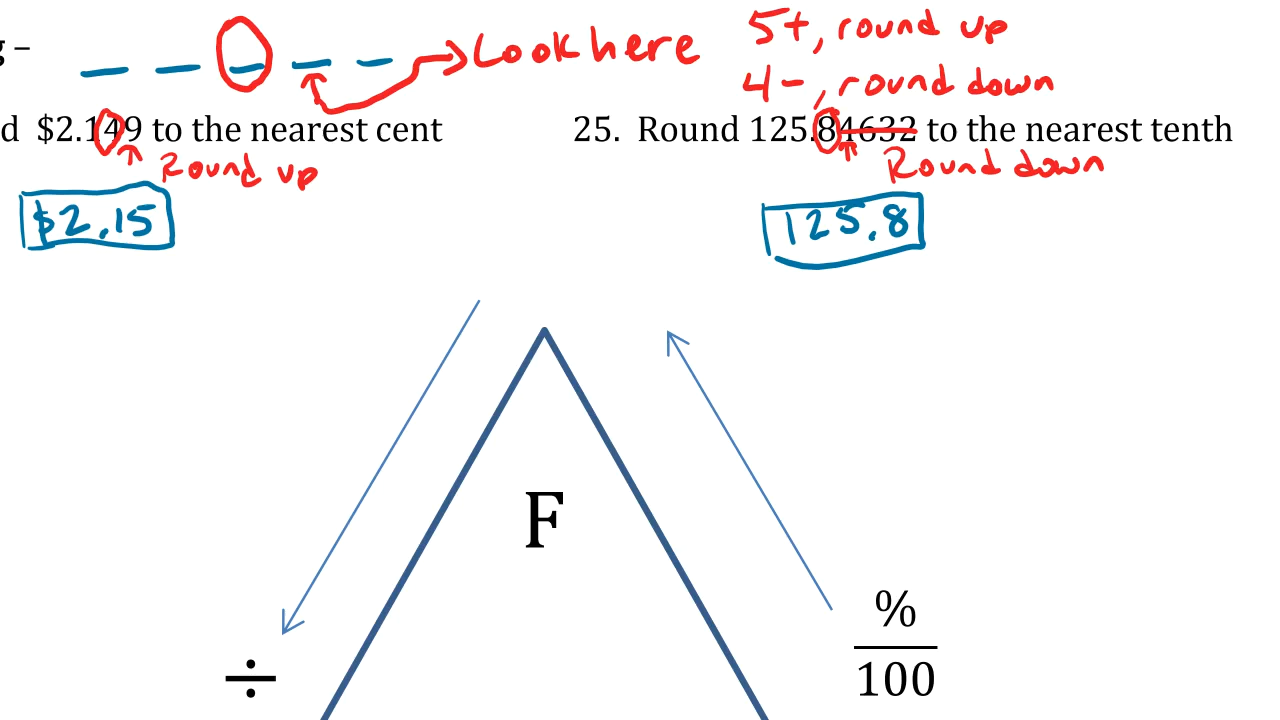 g –
Look here
5+, round up
4-, round down
d $2.149 to the nearest cent
25. Round 125.84632 to the nearest tenth
Round up
Round down
$2.15
125.8
F
%
100
÷